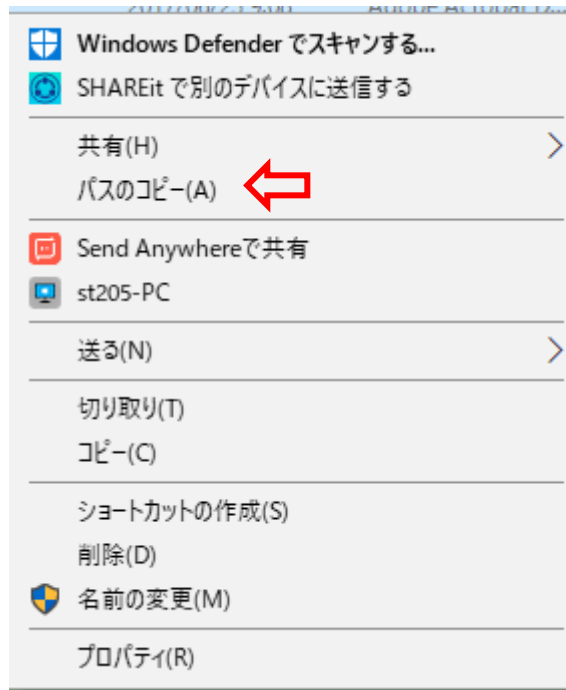 Windows Defender でスキャンする...
SHAREit で別のデバイスに送信する
共有(H)
パスのコピー(A)
Send Anywhereで共有
st205-PC
送る(N)
切り取り(T)
コピー(C)
ショートカットの作成(S)
削除(D)
名前の変更(M)
プロパティ(R)